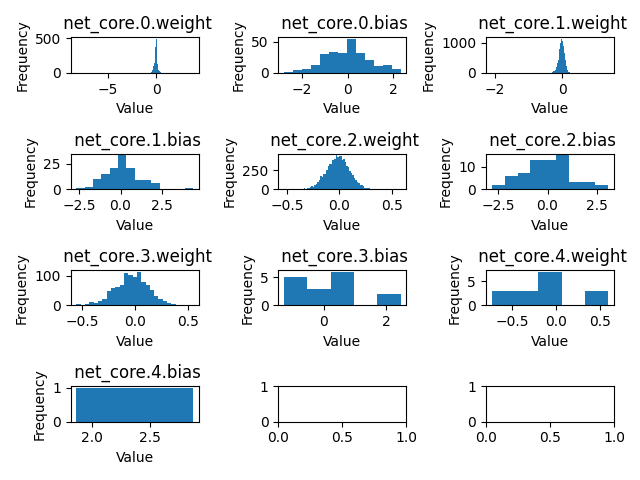 net_core.0.weight
Frequency
500
0
−5
0
Value
net_core.0.bias
Frequency
50
0
−2
0
2
Value
net_core.1.weight
Frequency
1000
0
−2
0
Value
net_core.1.bias
Frequency
25
0
−2.5
0.0
2.5
Value
net_core.2.weight
Frequency
250
0
−0.5
0.0
0.5
Value
net_core.2.bias
Frequency
10
0
−2.5
0.0
2.5
Value
net_core.3.weight
Frequency
100
0
−0.5
0.0
0.5
Value
net_core.3.bias
Frequency
5
0
0
2
Value
net_core.4.weight
Frequency
5
0
−0.5
0.0
0.5
Value
net_core.4.bias
Frequency
1
0
2.0
2.5
Value
1
0
0.0
0.5
1.0
1
0
0.0
0.5
1.0